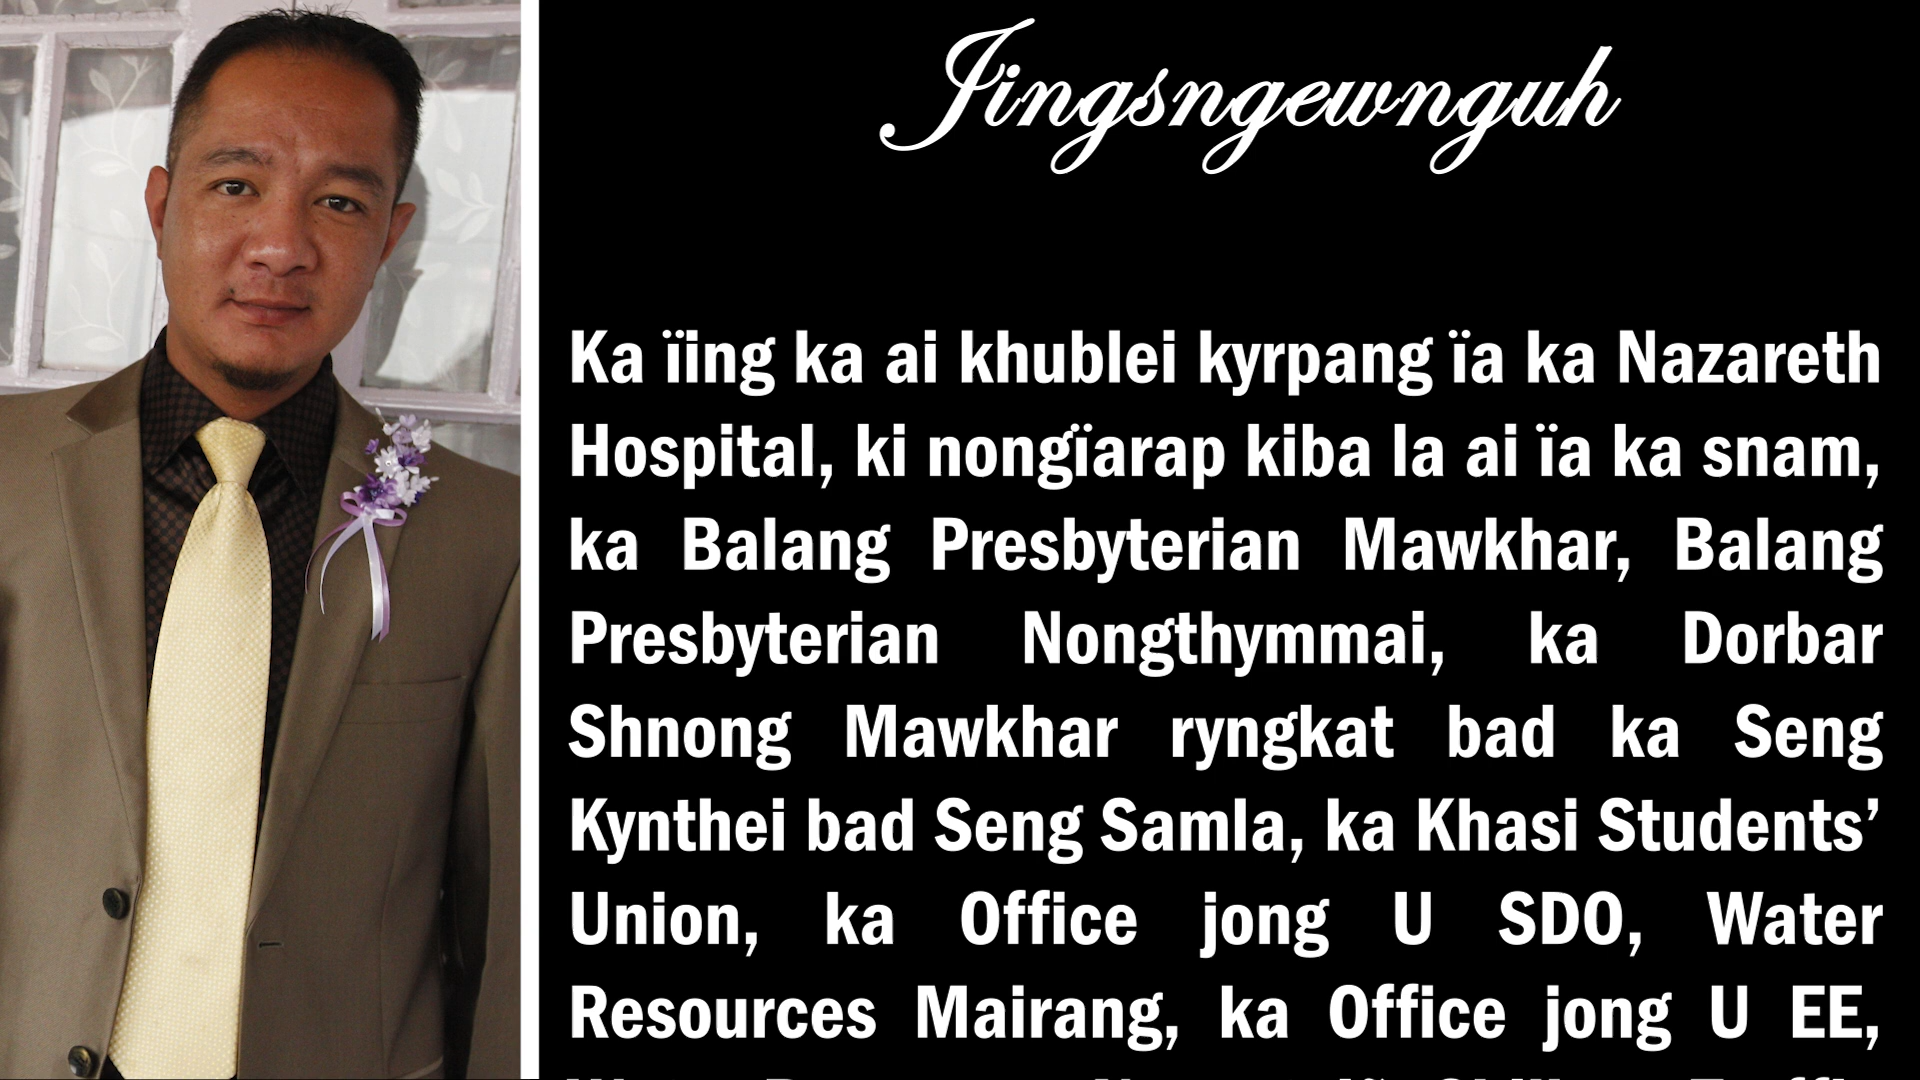 Jingsngewnguh
Ka ïing ka ai khublei kyrpang ïa ka Nazareth
Hospital, ki nongïarap kiba la ai ïa ka snam,
ka Balang Presbyterian Mawkhar, Balang
Presbyterian Nongthymmai, ka Dorbar
Shnong Mawkhar ryngkat bad ka Seng
Kynthei bad Seng Samla, ka Khasi Students’
Union, ka Office jong U SDO, Water
Resources Mairang, ka Office jong U EE,